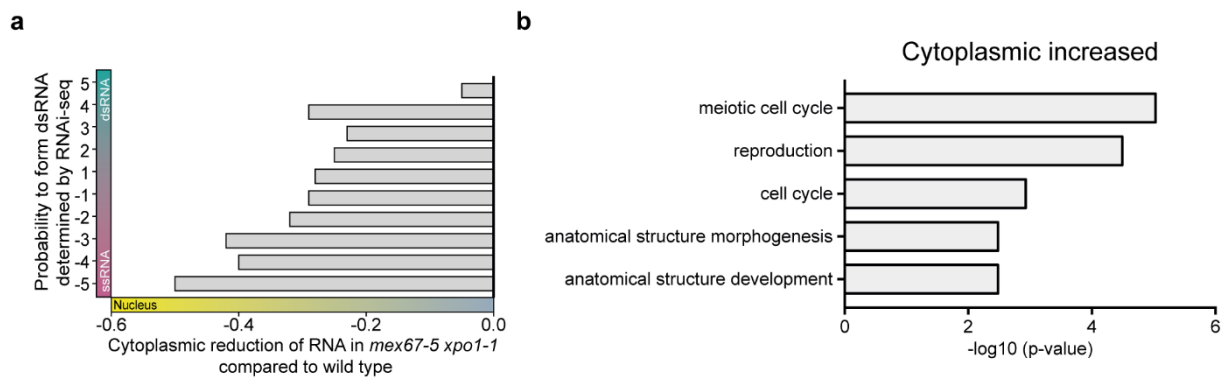 a
Probability to form dsRNA
determined by RNAi-seq
dsRNA
ssRNA
5
4
3
2
1
-1
-2
-3
-4
-5
Nucleus
-0.6
-0.4
-0.2
0.0
Cytoplasmic reduction of RNA in mex67-5 xpo1-1
compared to wild type
b
Cytoplasmic increased
meiotic cell cycle
reproduction
cell cycle
anatomical structure morphogenesis
anatomical structure development
0
2
4
6
-log10 (p-value)